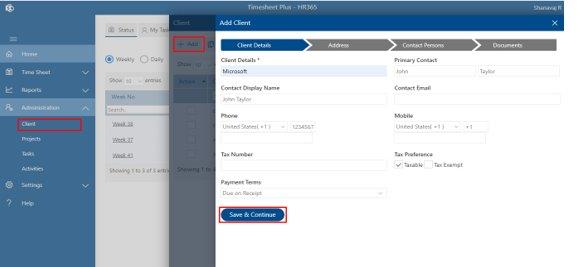 Timesheet Plus - HR365
Shanavaj R
Home
Time Sheet
Reports
Administration
Client
Projects
Tasks
Activities
Settings
Help
Status
My Task
Weekly
Daily
Show 10 entries
Week No
Search...
Week 38
Week 37
Week 41
Showing 1 to 3 of 3 entri
Client
+ Add
Show
Action
Showing 1 to
Add Client
Client Details
Address
Contact Persons
Documents
Client Details *
Primary Contact
Microsoft
John
Taylor
Contact Display Name
Contact Email
John Taylor
Phone
Mobile
United States( +1 )
1234567
United States( +1 )
+1
Tax Number
Tax Preference
Taxable
Tax Exempt
Payment Terms
Due on Receipt
Save & Continue